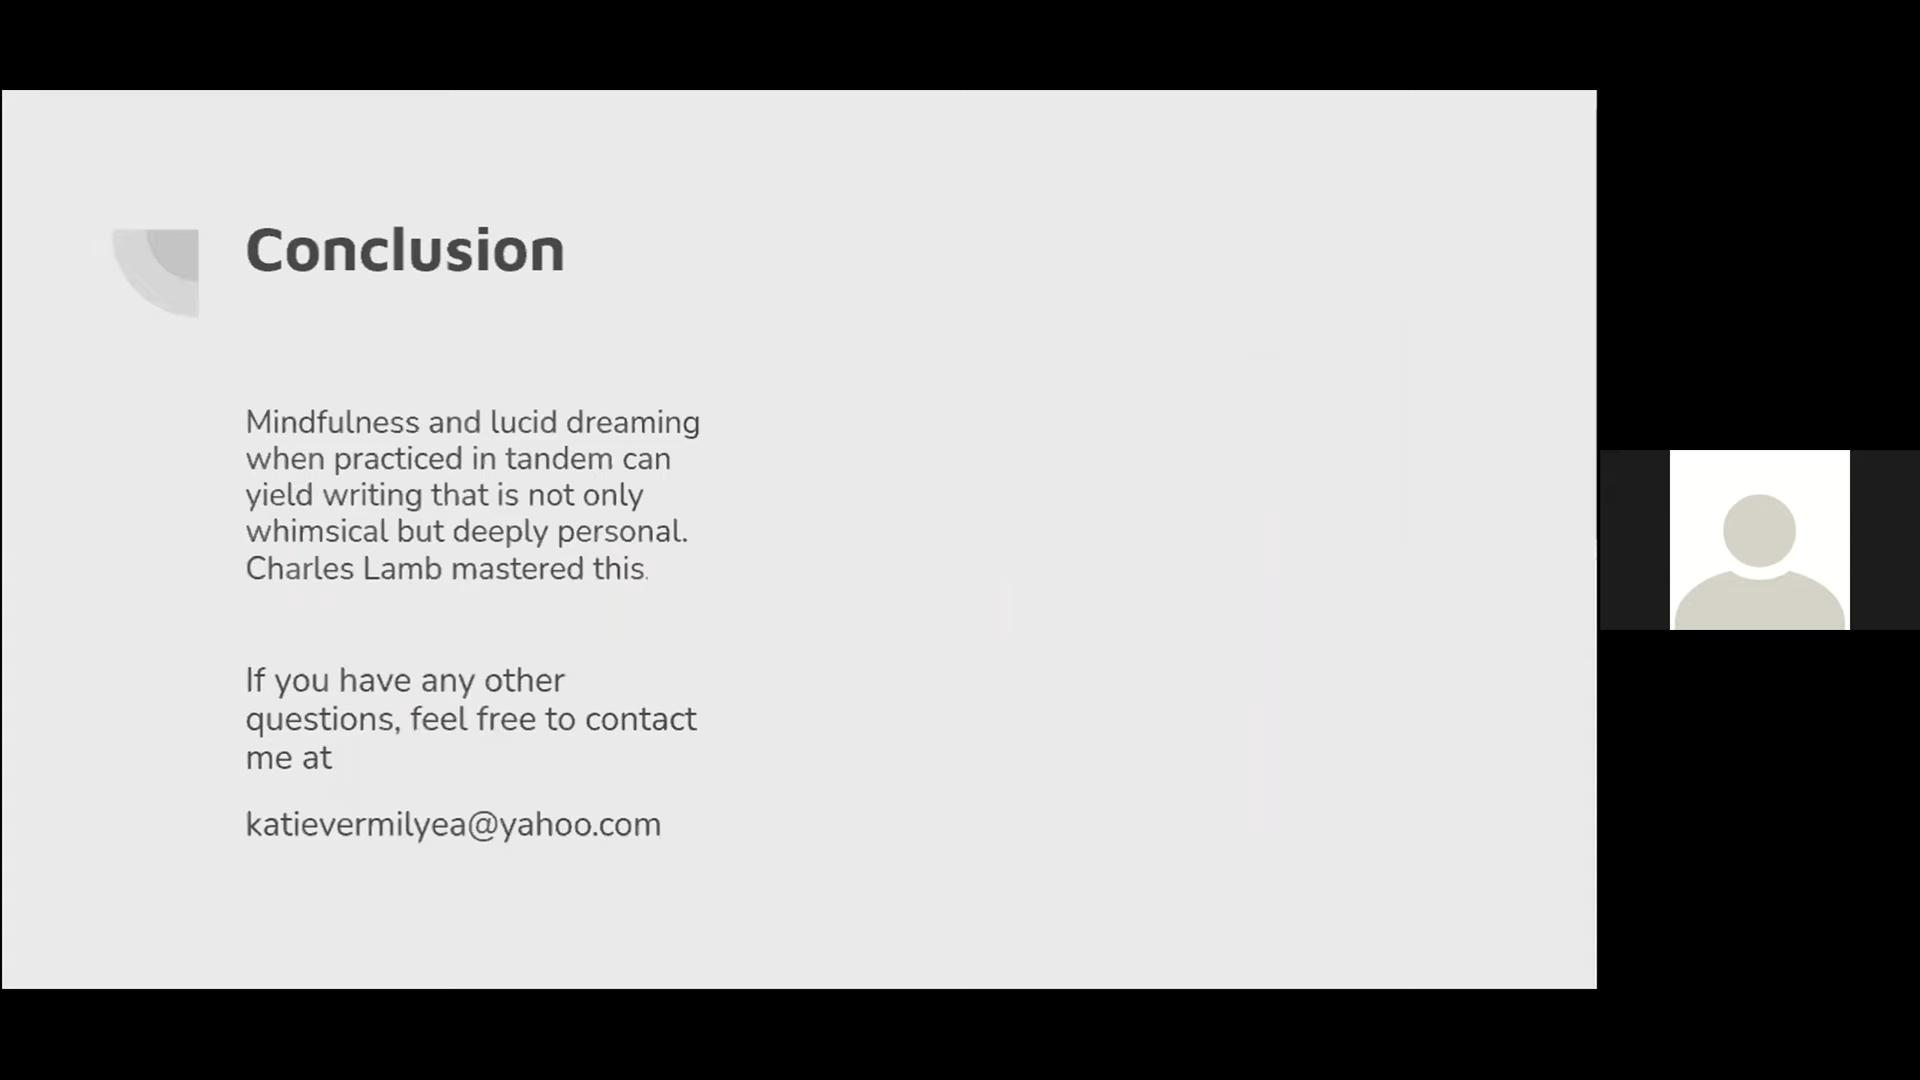 Conclusion
Mindfulness and lucid dreaming
when practiced in tandem can
yield writing that is not only
whimsical but deeply personal.
Charles Lamb mastered this.
If you have any other
questions, feel free to contact
me at
katievermilyea@yahoo.com